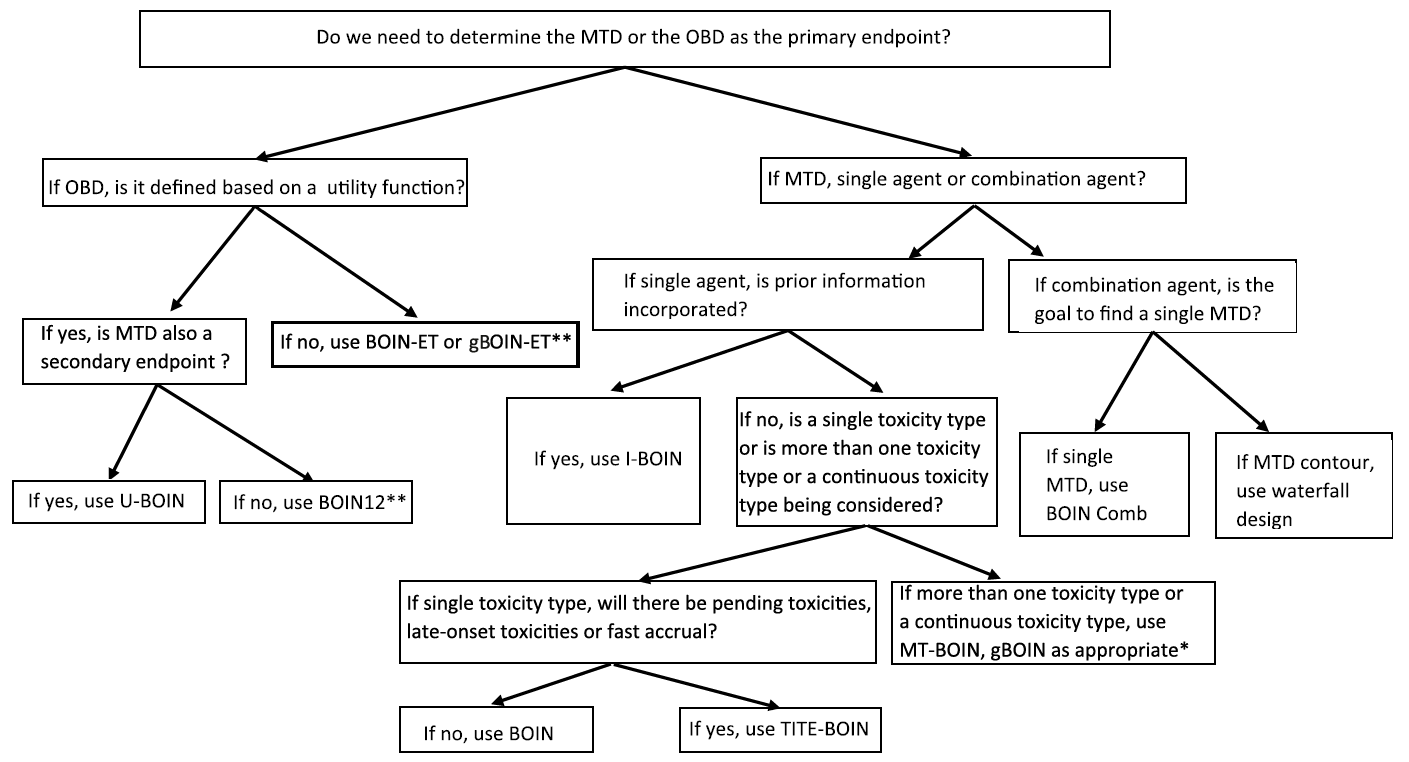 Do we need to determine the MTD or the OBD as the primary endpoint?
If OBD, is it defined based on a utility function?
If MTD, single agent or combination agent?
If yes, is MTD also a
secondary endpoint ?
If no, use BOIN-ET or gBOIN-ET**
If single agent, is prior information
incorporated?
If combination agent, is the
goal to find a single MTD?
If yes, use U-BOIN
If no, use BOIN12**
If yes, use I-BOIN
If no, is a single toxicity type
or is more than one toxicity
type or a continuous toxicity
type being considered?
If single
MTD, use
BOIN Comb
If MTD contour,
use waterfall
design
If single toxicity type, will there be pending toxicities,
late-onset toxicities or fast accrual?
If more than one toxicity type or
a continuous toxicity type, use
MT-BOIN, gBOIN as appropriate*
If no, use BOIN
If yes, use TITE-BOIN